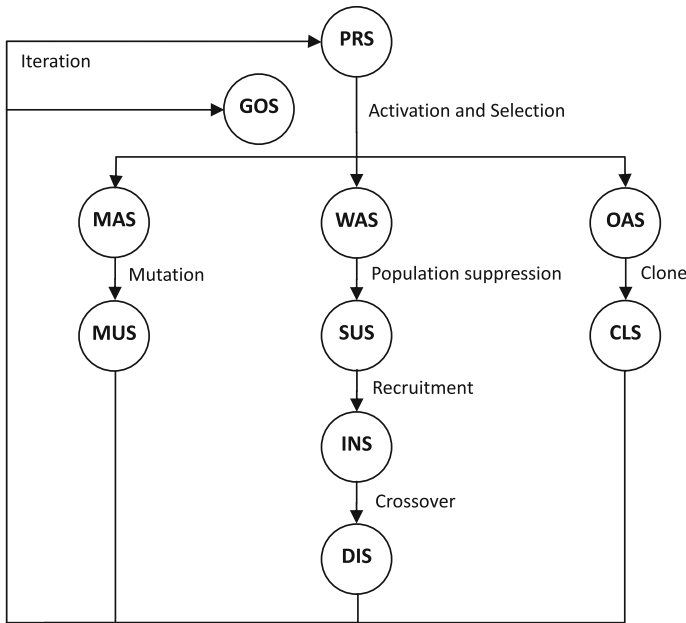 PRS
Iteration
GOS
Activation and Selection
MAS
WAS
OAS
Mutation
Population suppression
Clone
MUS
SUS
CLS
Recruitment
INS
Crossover
DIS